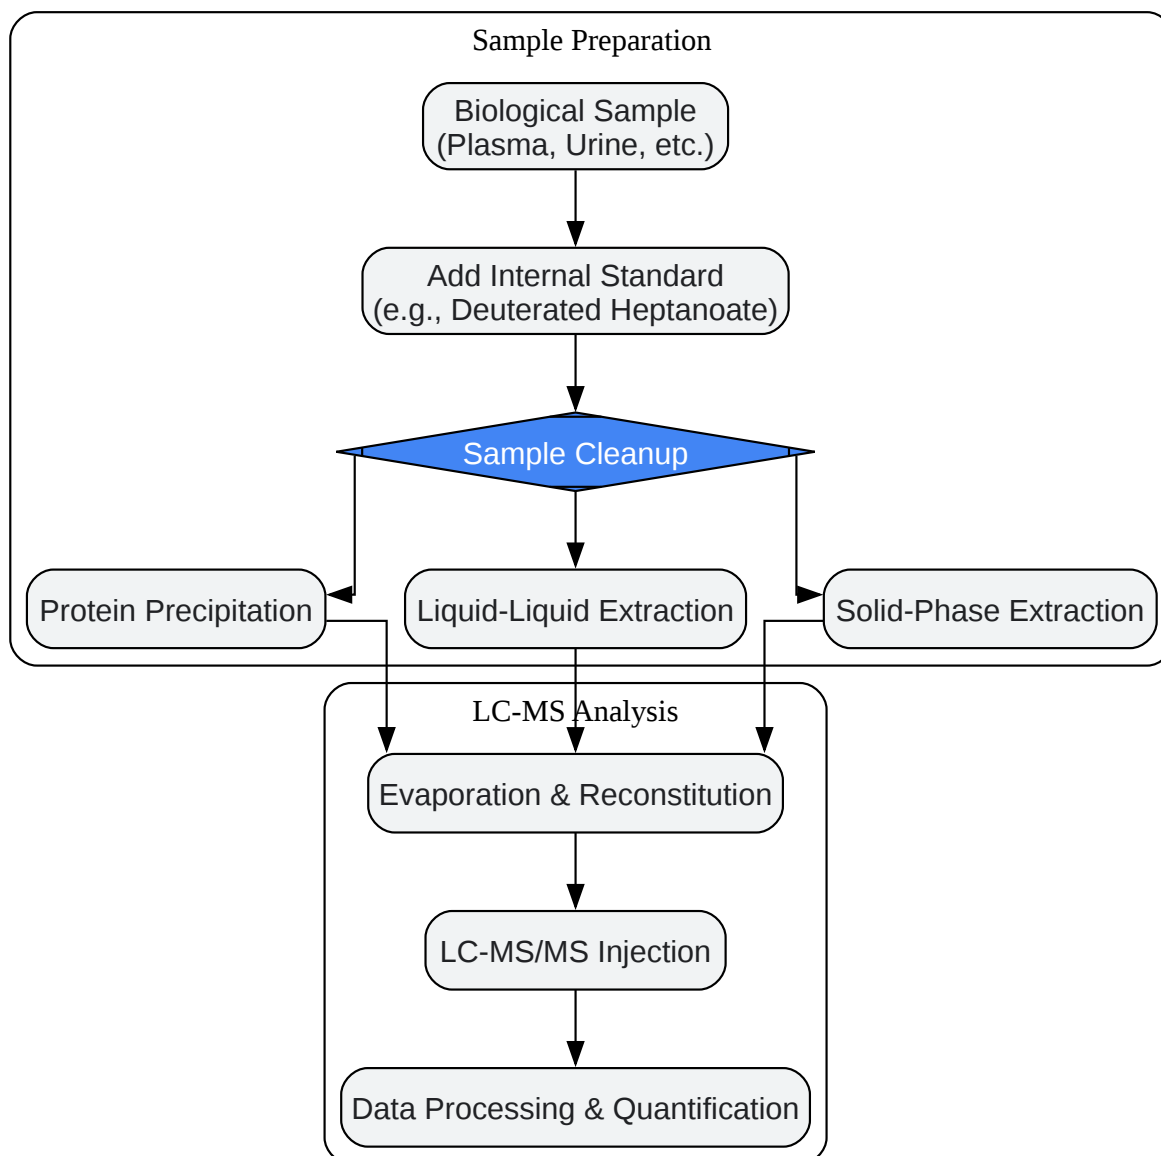 Sample Preparation
Biological Sample
(Plasma, Urine, etc.)
Add Internal Standard
(e.g., Deuterated Heptanoate)
Sample Cleanup
Protein Precipitation
Liquid-Liquid Extraction
Solid-Phase Extraction
LC-MS Analysis
Evaporation & Reconstitution
LC-MS/MS Injection
Data Processing & Quantification